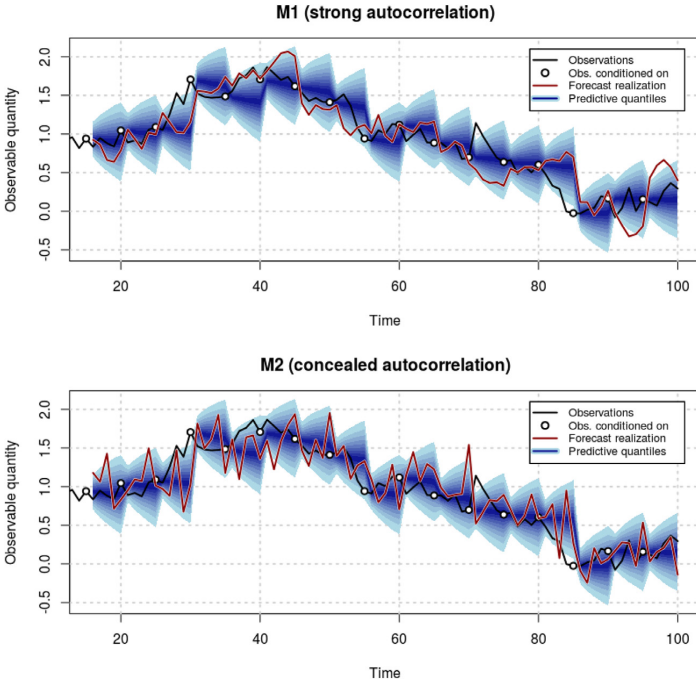 M1 (strong autocorrelation)
Observable quantity
2.0
1.5
1.0
0.5
0.0
-0.5
Observations
Obs. conditioned on
Forecast realization
Predictive quantiles
20 40 60 80 100
Time
M2 (concealed autocorrelation)
Observable quantity
2.0
1.5
1.0
0.5
0.0
-0.5
Observations
Obs. conditioned on
Forecast realization
Predictive quantiles
20 40 60 80 100
Time